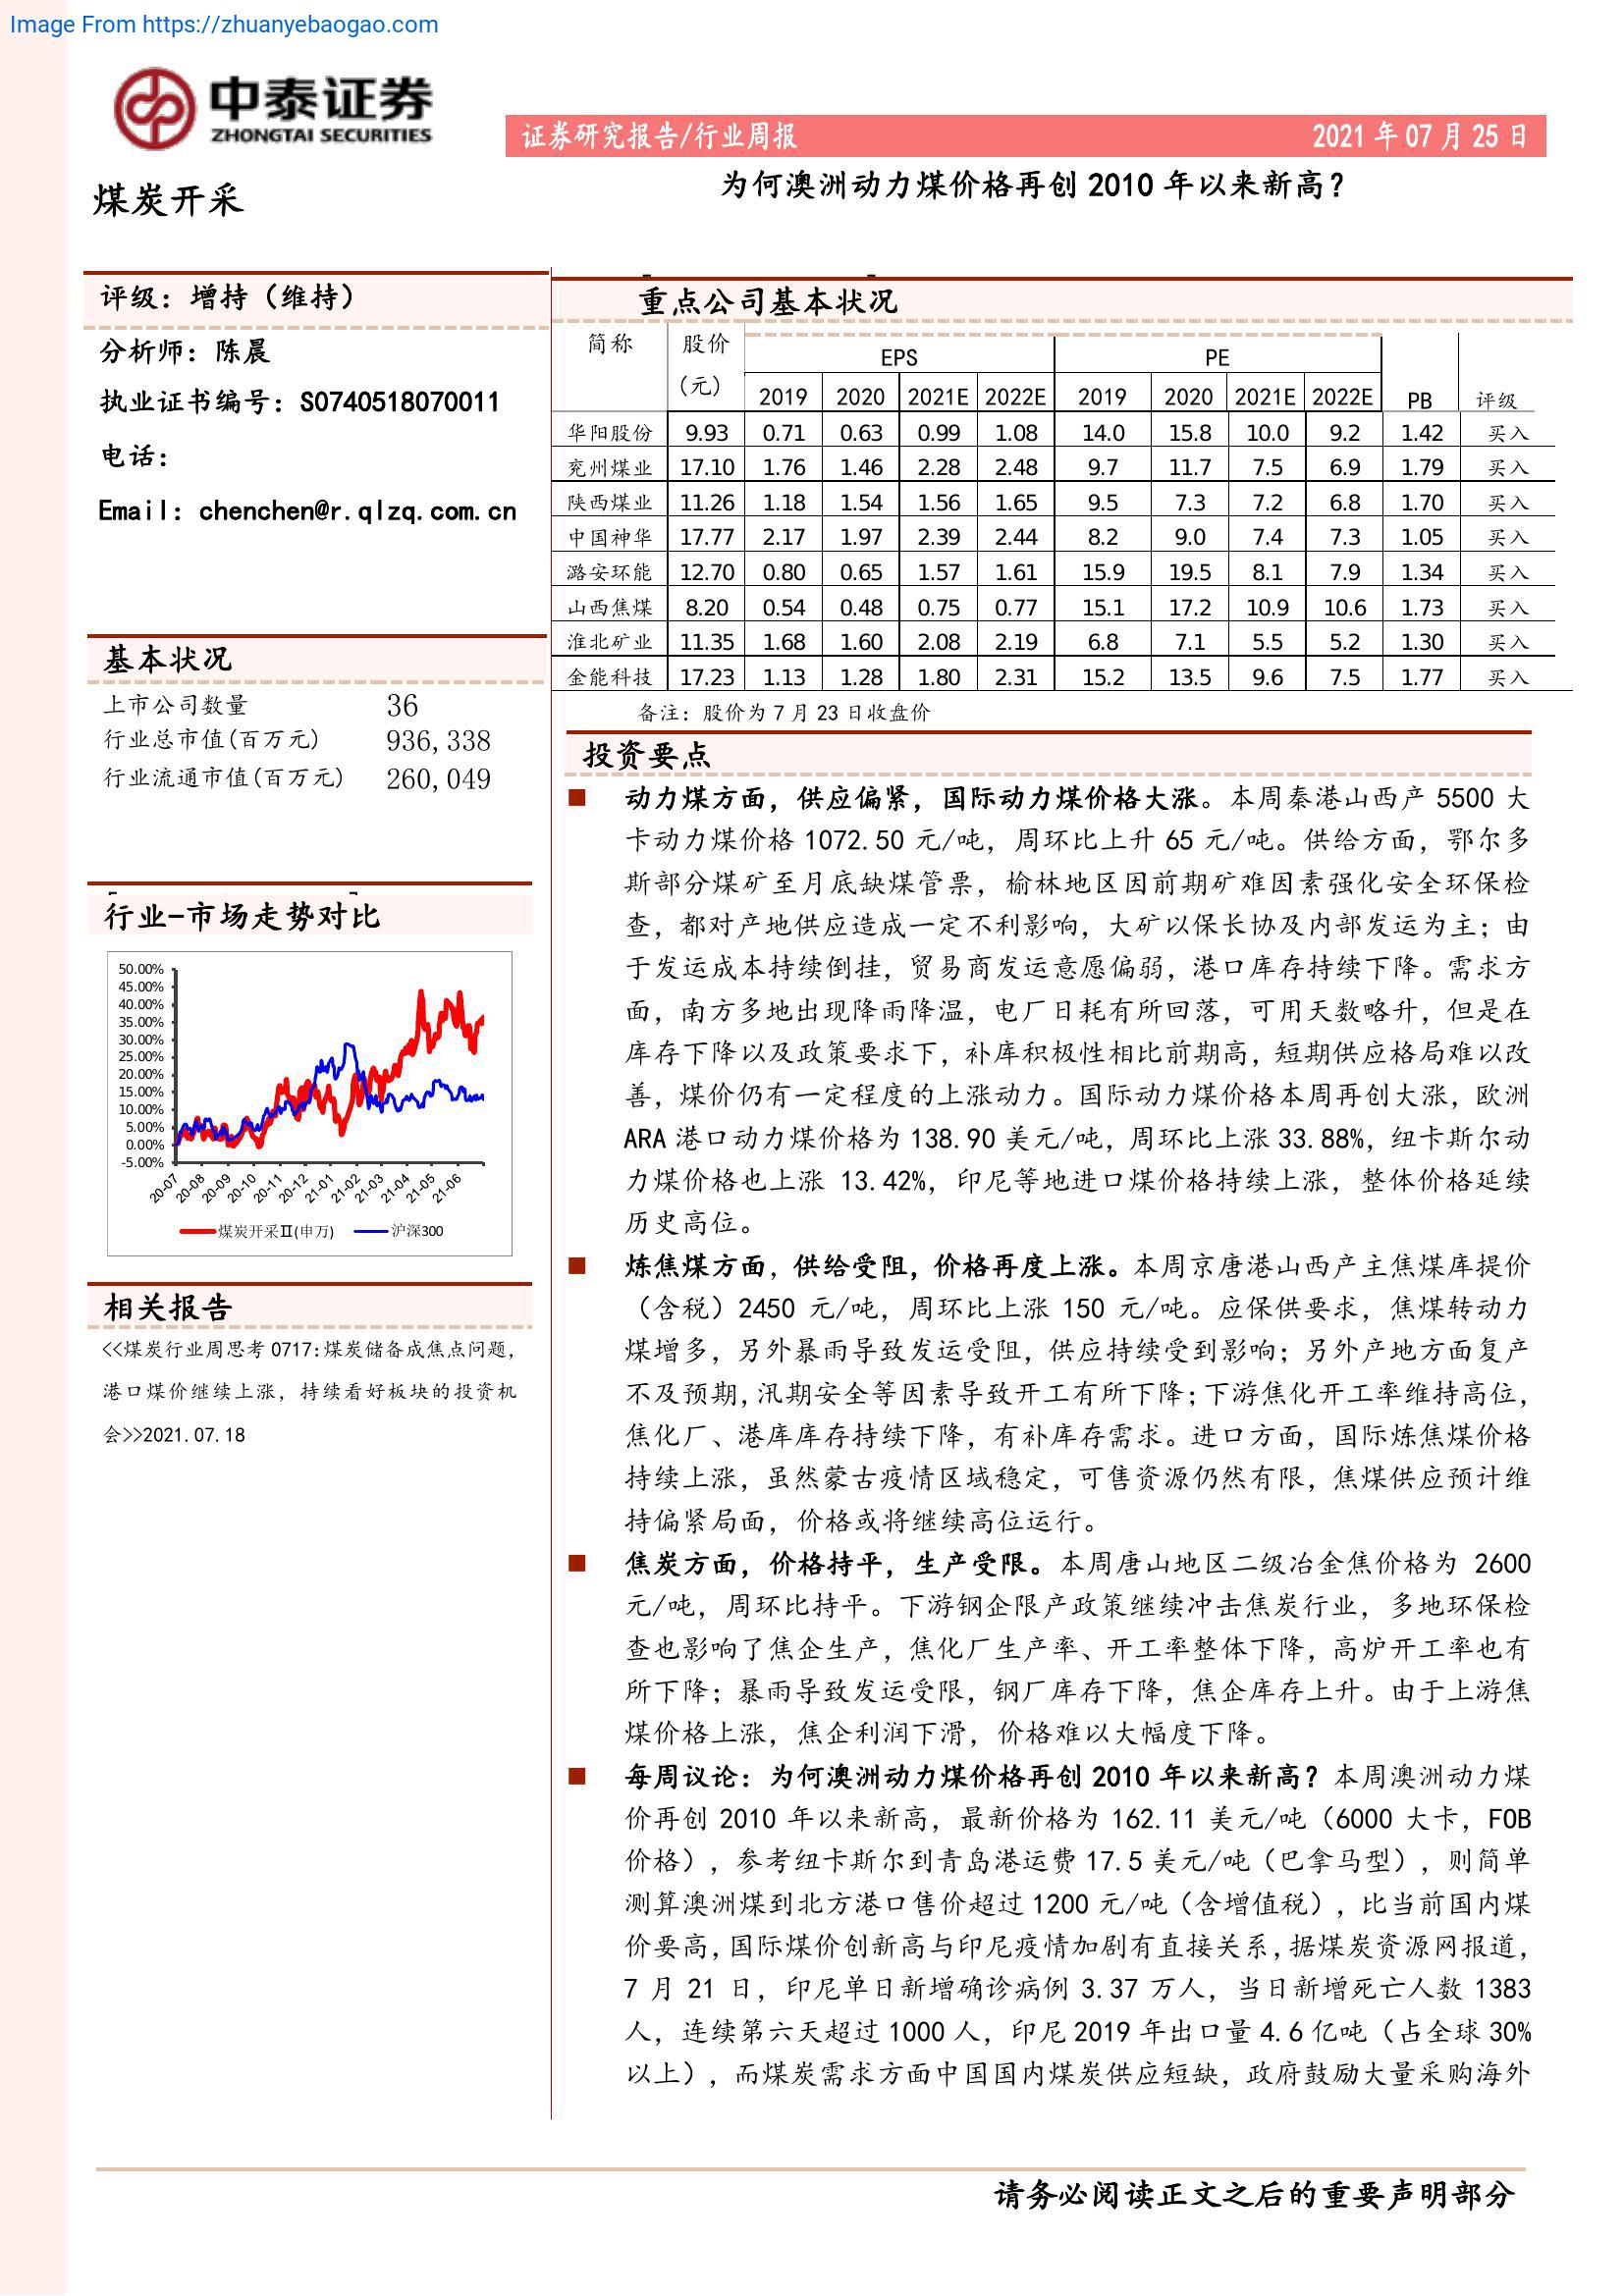 Image From https://zhuanyebaogao.com
中泰证券
ZHONGTAI SECURITIES
证券研究报告/行业周报 2021 年 07 月 25 日
煤炭开采
为何澳洲动力煤价格再创 2010 年以来新高？
评级：增持（维持）
分析师：陈晨
执业证书编号：S0740518070011
电话：
Email：chenchen@r.qlzq.com.cn
基本状况
上市公司数量 36
行业总市值(百万元) 936,338
行业流通市值(百万元) 260,049
行业-市场走势对比
50.00%
45.00%
40.00%
35.00%
30.00%
25.00%
20.00%
15.00%
10.00%
5.00%
0.00%
-5.00%
20-07 20-08 20-09 20-10 20-11 20-12 21-01 21-02 21-03 21-04 21-05 21-06
煤炭开采Ⅱ(申万) 沪深300
相关报告
<<煤炭行业周思考 0717：煤炭储备成焦点问题，
港口煤价继续上涨，持续看好板块的投资机
会>>2021.07.18
重点公司基本状况
简称 股价（元） EPS PE PB 评级
2019 2020 2021E 2022E 2019 2020 2021E 2022E
华阳股份 9.93 0.71 0.63 0.99 1.08 14.0 15.8 10.0 9.2 1.42 买入
兖州煤业 17.10 1.76 1.46 2.28 2.48 9.7 11.7 7.5 6.9 1.79 买入
陕西煤业 11.26 1.18 1.54 1.56 1.65 9.5 7.3 7.2 6.8 1.70 买入
中国神华 17.77 2.17 1.97 2.39 2.44 8.2 9.0 7.4 7.3 1.05 买入
潞安环能 12.70 0.80 0.65 1.57 1.61 15.9 19.5 8.1 7.9 1.34 买入
山西焦煤 8.20 0.54 0.48 0.75 0.77 15.1 17.2 10.9 10.6 1.73 买入
淮北矿业 11.35 1.68 1.60 2.08 2.19 6.8 7.1 5.5 5.2 1.30 买入
金能科技 17.23 1.13 1.28 1.80 2.31 15.2 13.5 9.6 7.5 1.77 买入
备注：股价为 7 月 23 日收盘价
投资要点
■ 动力煤方面，供应偏紧，国际动力煤价格大涨。本周秦港山西产 5500 大
卡动力煤价格 1072.50 元/吨，周环比上升 65 元/吨。供给方面，鄂尔多
斯部分煤矿至月底缺煤管票，榆林地区因前期矿难因素强化安全环保检
查，都对产地供应造成一定不利影响，大矿以保长协及内部发运为主；由
于发运成本持续倒挂，贸易商发运意愿偏弱，港口库存持续下降。需求方
面，南方多地出现降雨降温，电厂日耗有所回落，可用天数略升，但是在
库存下降以及政策要求下，补库积极性相比前期高，短期供应格局难以改
善，煤价仍有一定程度的上涨动力。国际动力煤价格本周再创大涨，欧洲
ARA 港口动力煤价格为 138.90 美元/吨，周环比上涨 33.88%，纽卡斯尔动
力煤价格也上涨 13.42%，印尼等地进口煤价格持续上涨，整体价格延续
历史高位。
■ 炼焦煤方面，供给受阻，价格再度上涨。本周京唐港山西产主焦煤库提价
（含税）2450 元/吨，周环比上涨 150 元/吨。应保供要求，焦煤转动力
煤增多，另外暴雨导致发运受阻，供应持续受到影响；另外产地方面复产
不及预期，汛期安全等因素导致开工有所下降；下游焦化开工率维持高位，
焦化厂、港库库存持续下降，有补库存需求。进口方面，国际炼焦煤价格
持续上涨，虽然蒙古疫情区域稳定，可售资源仍然有限，焦煤供应预计维
持偏紧局面，价格或将继续高位运行。
■ 焦炭方面，价格持平，生产受限。本周唐山地区二级冶金焦价格为 2600
元/吨，周环比持平。下游钢企限产政策继续冲击焦炭行业，多地环保检
查也影响了焦企生产，焦化厂生产率、开工率整体下降，高炉开工率也有
所下降；暴雨导致发运受限，钢厂库存下降，焦企库存上升。由于上游焦
煤价格上涨，焦企利润下滑，价格难以大幅度下降。
■ 每周议论：为何澳洲动力煤价格再创 2010 年以来新高？本周澳洲动力煤
价再创 2010 年以来新高，最新价格为 162.11 美元/吨（6000 大卡，FOB
价格），参考纽卡斯尔到青岛港运费 17.5 美元/吨（巴拿马型），则简单
测算澳洲煤到北方港口售价超过 1200 元/吨（含增值税），比当前国内煤
价要高，国际煤价创新高与印尼疫情加剧有直接关系，据煤炭资源网报道，
7 月 21 日，印尼单日新增确诊病例 3.37 万人，当日新增死亡人数 1383
人，连续第六天超过 1000 人，印尼 2019 年出口量 4.6 亿吨（占全球 30%
以上），而煤炭需求方面中国国内煤炭供应短缺，政府鼓励大量采购海外
请务必阅读正文之后的重要声明部分